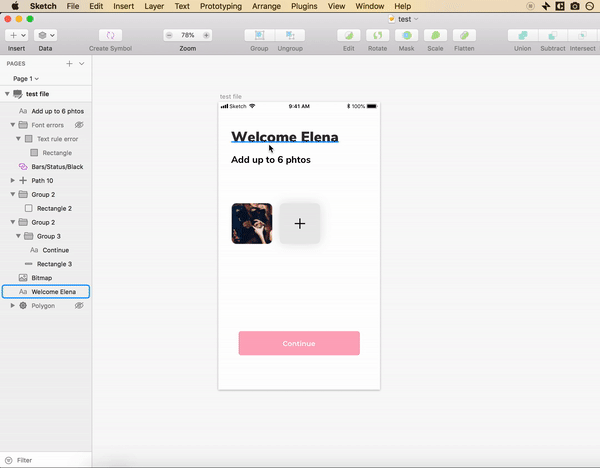 Sketch File Edit Insert Layer Text Prototyping Arrange Plugins View Window Help
test
Insert Data Create Symbol 78% Zoom Group Ungroup Edit Rotate Mask Scale Flatten Union Subtract Intersect
PAGES
Page 1
test file
Aa Add up to 6 phtos
Font errors
Text rule error
Rectangle
Bars/Status/Black
Path 10
Group 2
Rectangle 2
Group 2
Group 3
Aa Continue
Rectangle 3
Bitmap
Aa Welcome Elena
Polygon
Filter
test file
Sketch 9:41 AM 100%
Welcome Elena
Add up to 6 phtos
Continue